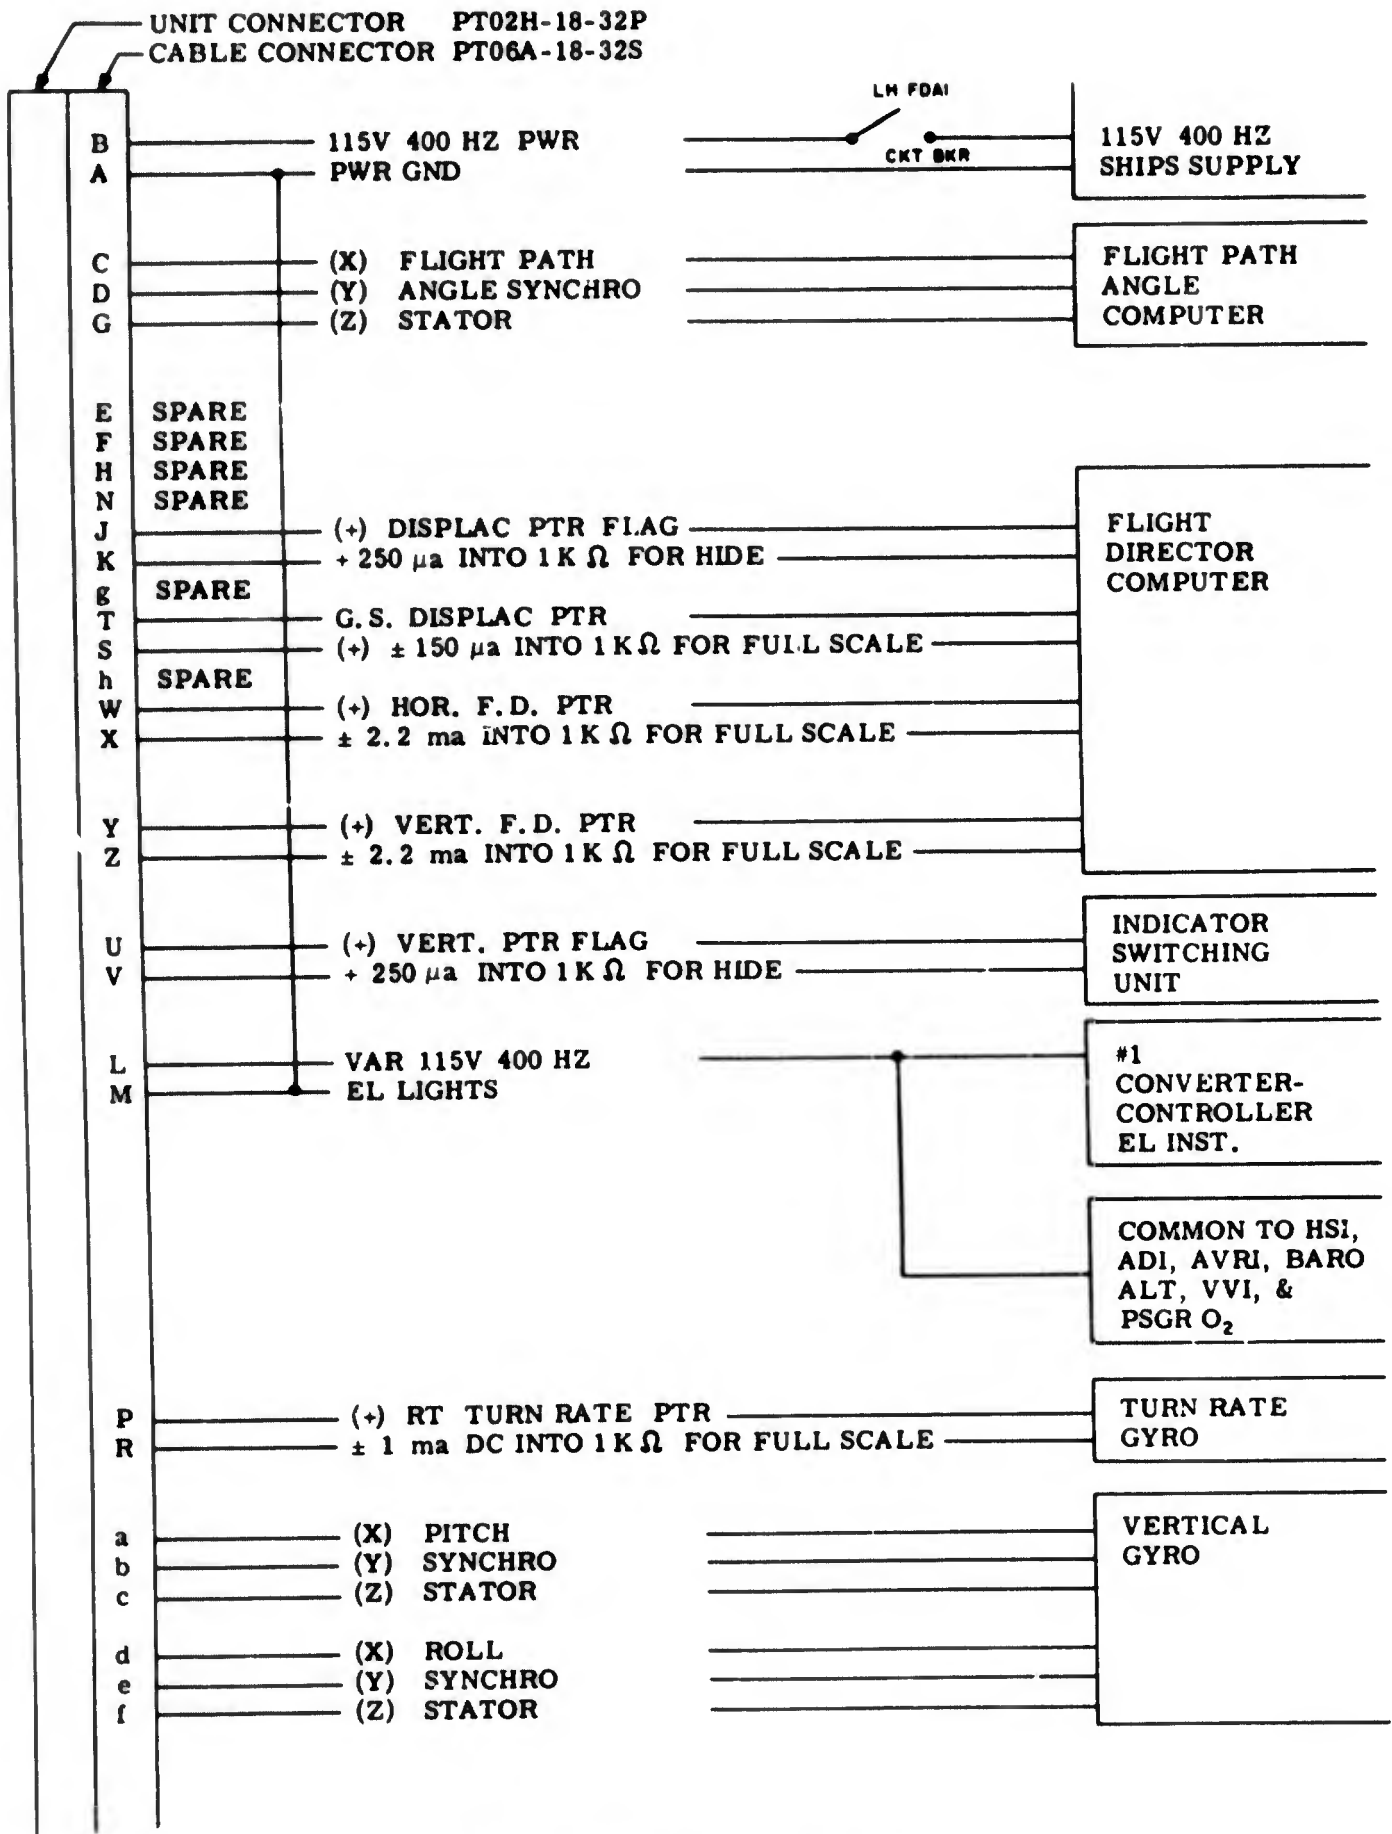 UNIT CONNECTOR PT02H-18-32P
CABLE CONNECTOR PT06A-18-32S
LH FDAI
B 115V 400 HZ PWR CKT BKR 115V 400 HZ
A PWR GND SHIPS SUPPLY
C (X) FLIGHT PATH FLIGHT PATH
D (Y) ANGLE SYNCHRO ANGLE
G (Z) STATOR COMPUTER
E SPARE
F SPARE
H SPARE
N SPARE
J (+) DISPLAC PTR FLAG FLIGHT
K + 250 µa INTO 1 K Ω FOR HIDE DIRECTOR
g SPARE COMPUTER
T G.S. DISPLAC PTR
S (+) ± 150 µa INTO 1 K Ω FOR FULL SCALE
h SPARE
W (+) HOR. F.D. PTR
X ± 2.2 ma INTO 1 K Ω FOR FULL SCALE
Y (+) VERT. F.D. PTR
Z ± 2.2 ma INTO 1 K Ω FOR FULL SCALE
U (+) VERT. PTR FLAG INDICATOR
SWITCHING
V + 250 µa INTO 1 K Ω FOR HIDE UNIT
L VAR 115V 400 HZ #1
M EL LIGHTS CONVERTER-
CONTROLLER
EL INST.
COMMON TO HSI,
ADI, AVRI, BARO
ALT, VVI, &
PSGR O₂
P (+) RT TURN RATE PTR TURN RATE
R ± 1 ma DC INTO 1 K Ω FOR FULL SCALE GYRO
a (X) PITCH VERTICAL
b (Y) SYNCHRO GYRO
c (Z) STATOR
d (X) ROLL
e (Y) SYNCHRO
f (Z) STATOR